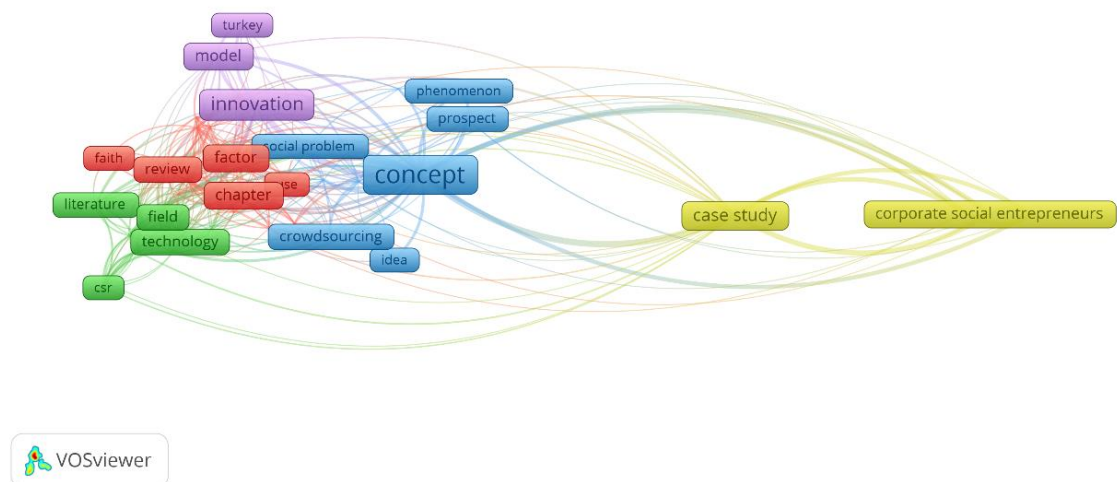 turkey
model
innovation
phenomenon
prospect
social problem
faith
review
factor
concept
chapter
literature
field
technology
crowdsourcing
idea
csr
case study
corporate social entrepreneurs
VOSviewer